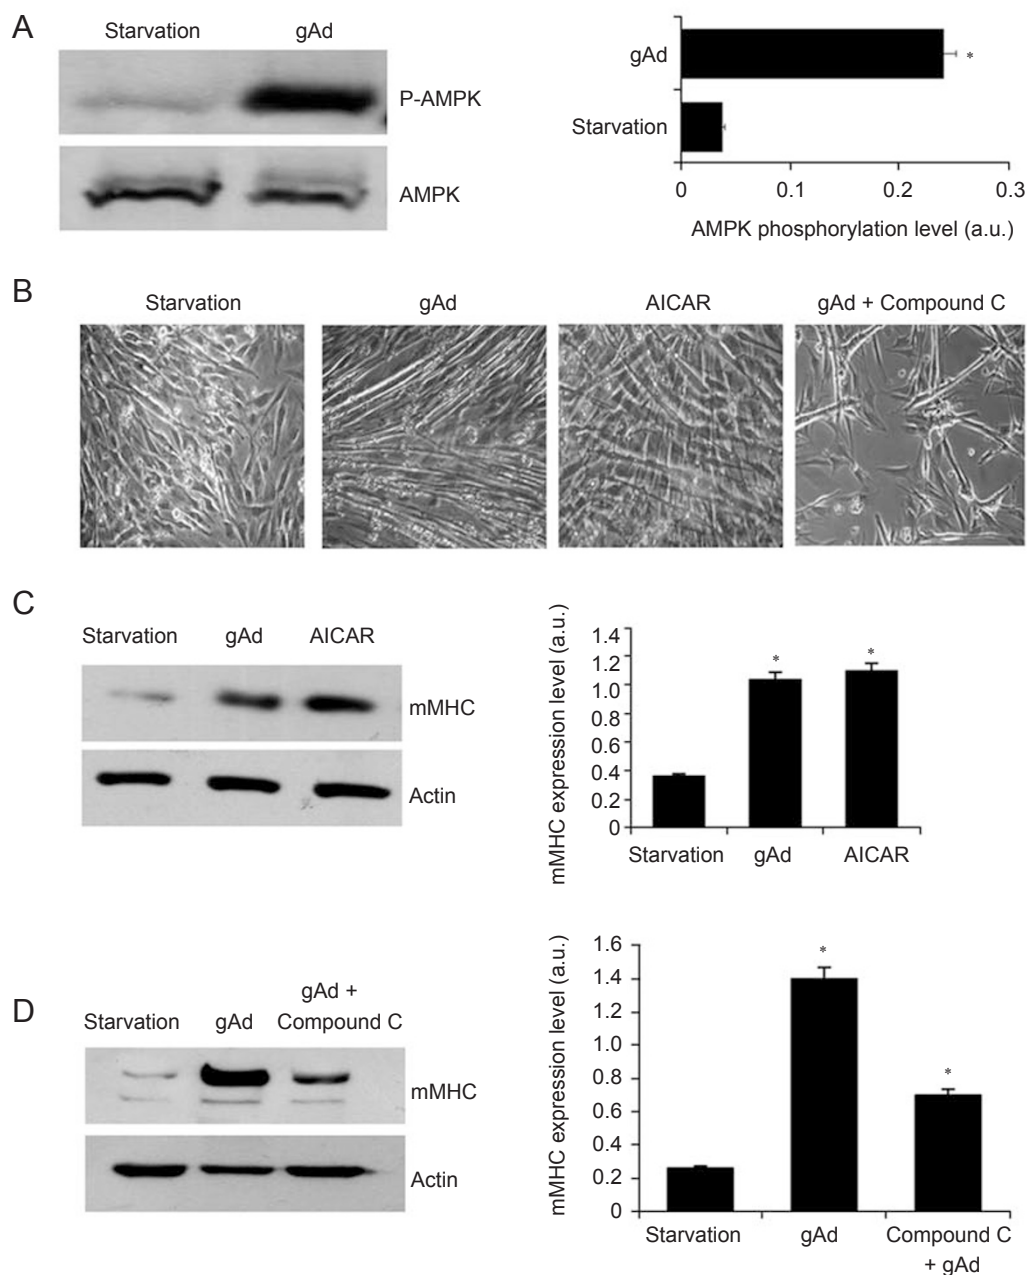 A
Starvation gAd
P-AMPK
AMPK
gAd
*
Starvation
0 0.1 0.2 0.3
AMPK phosphorylation level (a.u.)
B
Starvation gAd AICAR gAd + Compound C
C
Starvation gAd AICAR
mMHC
Actin
mMHC expression level (a.u.)
1.4
1.2
1.0
0.8
0.6
0.4
0.2
0
* *
Starvation gAd AICAR
D
gAd +
Starvation gAd Compound C
mMHC
Actin
mMHC expression level (a.u.)
1.6
1.4
1.2
1.0
0.8
0.6
0.4
0.2
0
*
*
Starvation gAd Compound C
+ gAd